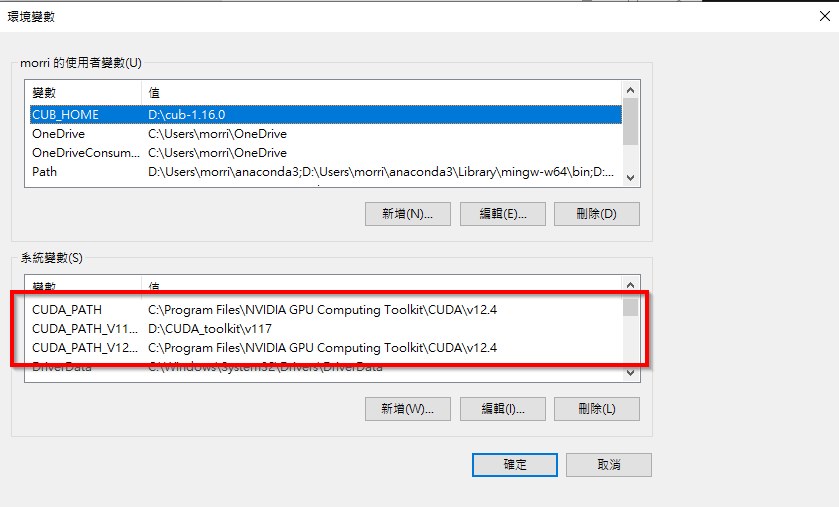 環境變數
morri 的使用者變數(U)
變數 值
CUB_HOME D:\cub-1.16.0
OneDrive C:\Users\morri\OneDrive
OneDriveConsum... C:\Users\morri\OneDrive
Path D:\Users\morri\anaconda3;D:\Users\morri\anaconda3\Library\mingw-w64\bin;D:...
新增(N)... 編輯(E)... 刪除(D)
系統變數(S)
變數 值
CUDA_PATH C:\Program Files\NVIDIA GPU Computing Toolkit\CUDA\v12.4
CUDA_PATH_V11... D:\CUDA_toolkit\v117
CUDA_PATH_V12... C:\Program Files\NVIDIA GPU Computing Toolkit\CUDA\v12.4
DriverData C:\Windows\System32\Drivers\DriverData
新增(W)... 編輯(I)... 刪除(L)
確定 取消